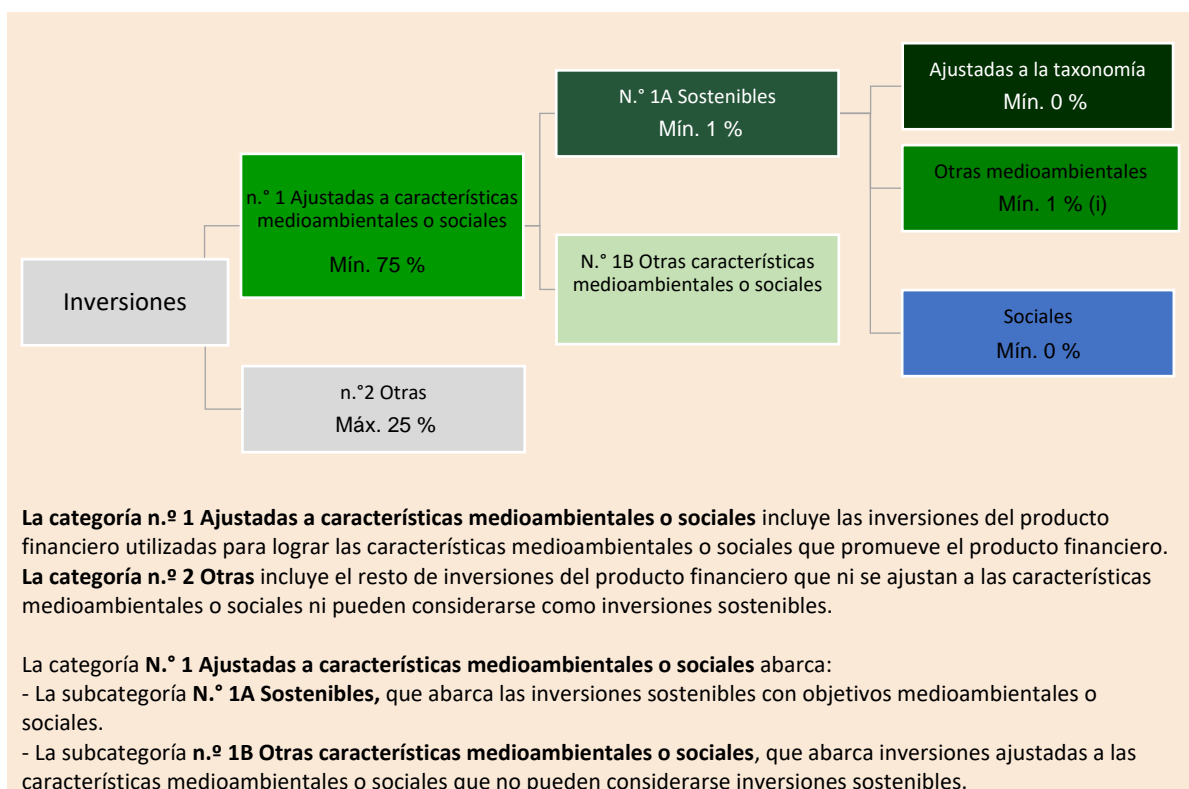 Inversiones
n.° 1 Ajustadas a características
medioambientales o sociales
Mín. 75 %
n.°2 Otras
Máx. 25 %
N.° 1A Sostenibles
Mín. 1 %
N.° 1B Otras características
medioambientales o sociales
Ajustadas a la taxonomía
Mín. 0 %
Otras medioambientales
Mín. 1 % (i)
Sociales
Mín. 0 %
La categoría n.º 1 Ajustadas a características medioambientales o sociales incluye las inversiones del producto
financiero utilizadas para lograr las características medioambientales o sociales que promueve el producto financiero.
La categoría n.º 2 Otras incluye el resto de inversiones del producto financiero que ni se ajustan a las características
medioambientales o sociales ni pueden considerarse como inversiones sostenibles.
La categoría N.° 1 Ajustadas a características medioambientales o sociales abarca:
- La subcategoría N.° 1A Sostenibles, que abarca las inversiones sostenibles con objetivos medioambientales o
sociales.
- La subcategoría n.º 1B Otras características medioambientales o sociales, que abarca inversiones ajustadas a las
características medioambientales o sociales que no pueden considerarse inversiones sostenibles.